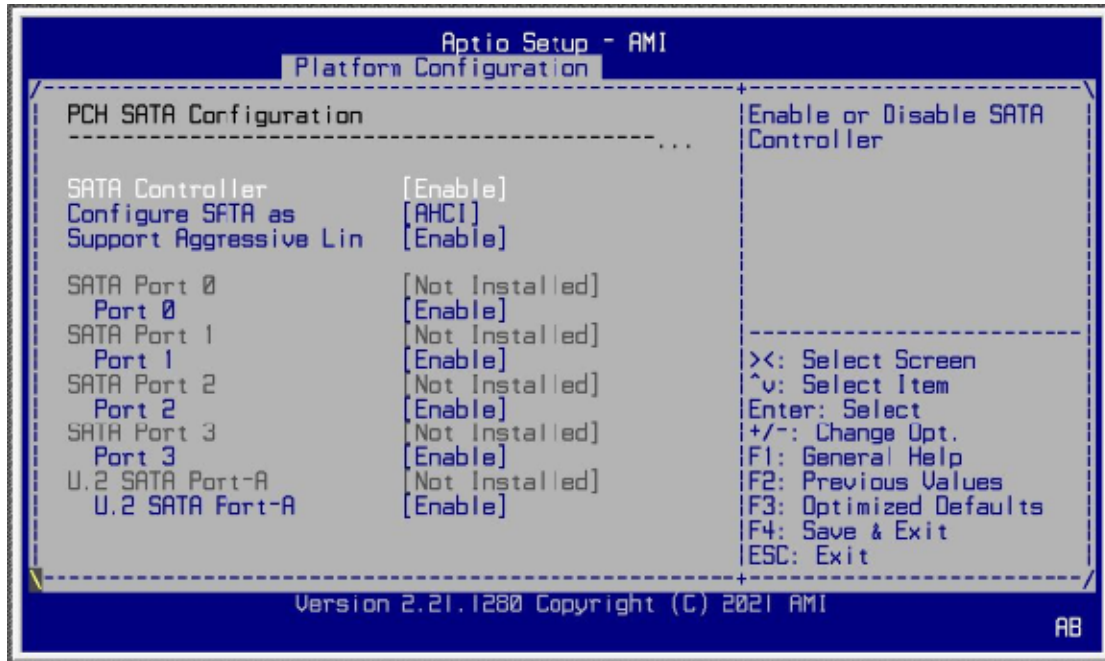 Aptio Setup - AMI
Platform Configuration
PCH SATA Configuration
...
SATA Controller [Enable]
Configure SATA as [AHCI]
Support Aggressive Lin [Enable]
SATA Port 0 [Not Installed]
Port 0 [Enable]
SATA Port 1 [Not Installed]
Port 1 [Enable]
SATA Port 2 [Not Installed]
Port 2 [Enable]
SATA Port 3 [Not Installed]
Port 3 [Enable]
U.2 SATA Port-A [Not Installed]
U.2 SATA Port-A [Enable]
Enable or Disable SATA
Controller
><: Select Screen
^v: Select Item
Enter: Select
+/-: Change Opt.
F1: General Help
F2: Previous Values
F3: Optimized Defaults
F4: Save & Exit
ESC: Exit
Version 2.21.1280 Copyright (C) 2021 AMI
AB